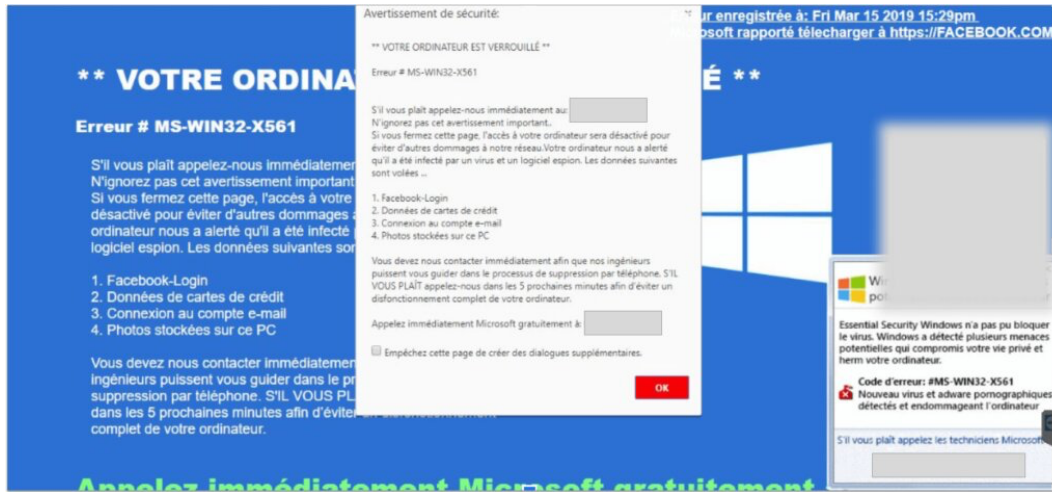 Avertissement de sécurité:
** VOTRE ORDINATEUR EST VERROUILLÉ **
Erreur # MS-WIN32-X561
S'il vous plaît appelez-nous immédiatement au:
N'ignorez pas cet avertissement important..
Si vous fermez cette page, l'accès à votre ordinateur sera désactivé pour
éviter d'autres dommages à notre réseau.Votre ordinateur nous a alerté
qu'il a été infecté par un virus et un logiciel espion. Les données suivantes
sont volées ...
1. Facebook-Login
2. Données de cartes de crédit
3. Connexion au compte e-mail
4. Photos stockées sur ce PC
Vous devez nous contacter immédiatement afin que nos ingénieurs
puissent vous guider dans le processus de suppression par téléphone. S'IL
VOUS PLAÎT appelez-nous dans les 5 prochaines minutes afin d'éviter un
disfonctionnement complet de votre ordinateur.
Appelez immédiatement Microsoft gratuitement à:
Empêchez cette page de créer des dialogues supplémentaires.
OK
ur enregistrée à: Fri Mar 15 2019 15:29pm
osoft rapporté télecharger à https://FACEBOOK.COM
** VOTRE ORDINA É **
Erreur # MS-WIN32-X561
S'il vous plaît appelez-nous immédiatemer
N'ignorez pas cet avertissement important
Si vous fermez cette page, l'accès à votre
désactivé pour éviter d'autres dommages
ordinateur nous a alerté qu'il a été infecté
logiciel espion. Les données suivantes sor
1. Facebook-Login
2. Données de cartes de crédit
3. Connexion au compte e-mail
4. Photos stockées sur ce PC
Vous devez nous contacter immédiatemen
ingénieurs puissent vous guider dans le pr
suppression par téléphone. S'IL VOUS PL
dans les 5 prochaines minutes afin d'éviter un disfonctionnement
complet de votre ordinateur.
Appelez immédiatement Microsoft gratuitement
Essential Security Windows n'a pas pu bloquer
le virus. Windows a détecté plusieurs menaces
potentielles qui compromis votre vie privé et
herm votre ordinateur.
Code d'erreur: #MS-WIN32-X561
Nouveau virus et adware pornographiques
détectés et endommageant l'ordinateur
S'il vous plaît appelez les techniciens Microsoft